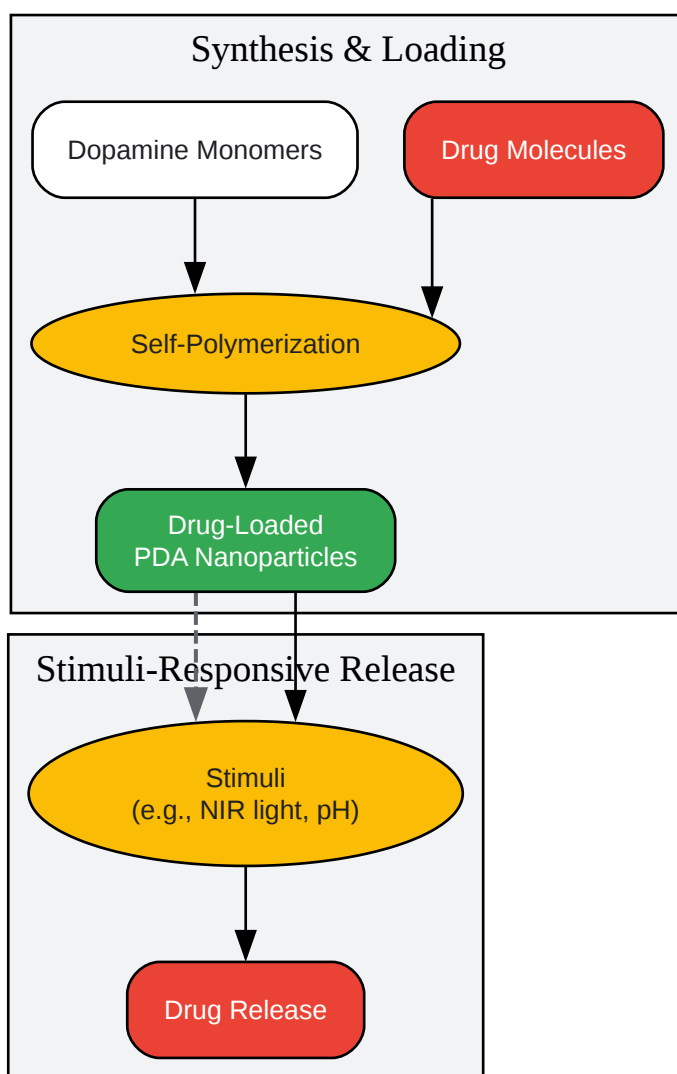 Synthesis & Loading
Dopamine Monomers
Drug Molecules
Self-Polymerization
Drug-Loaded
PDA Nanoparticles
Stimuli-Responsive Release
Stimuli
(e.g., NIR light, pH)
Drug Release